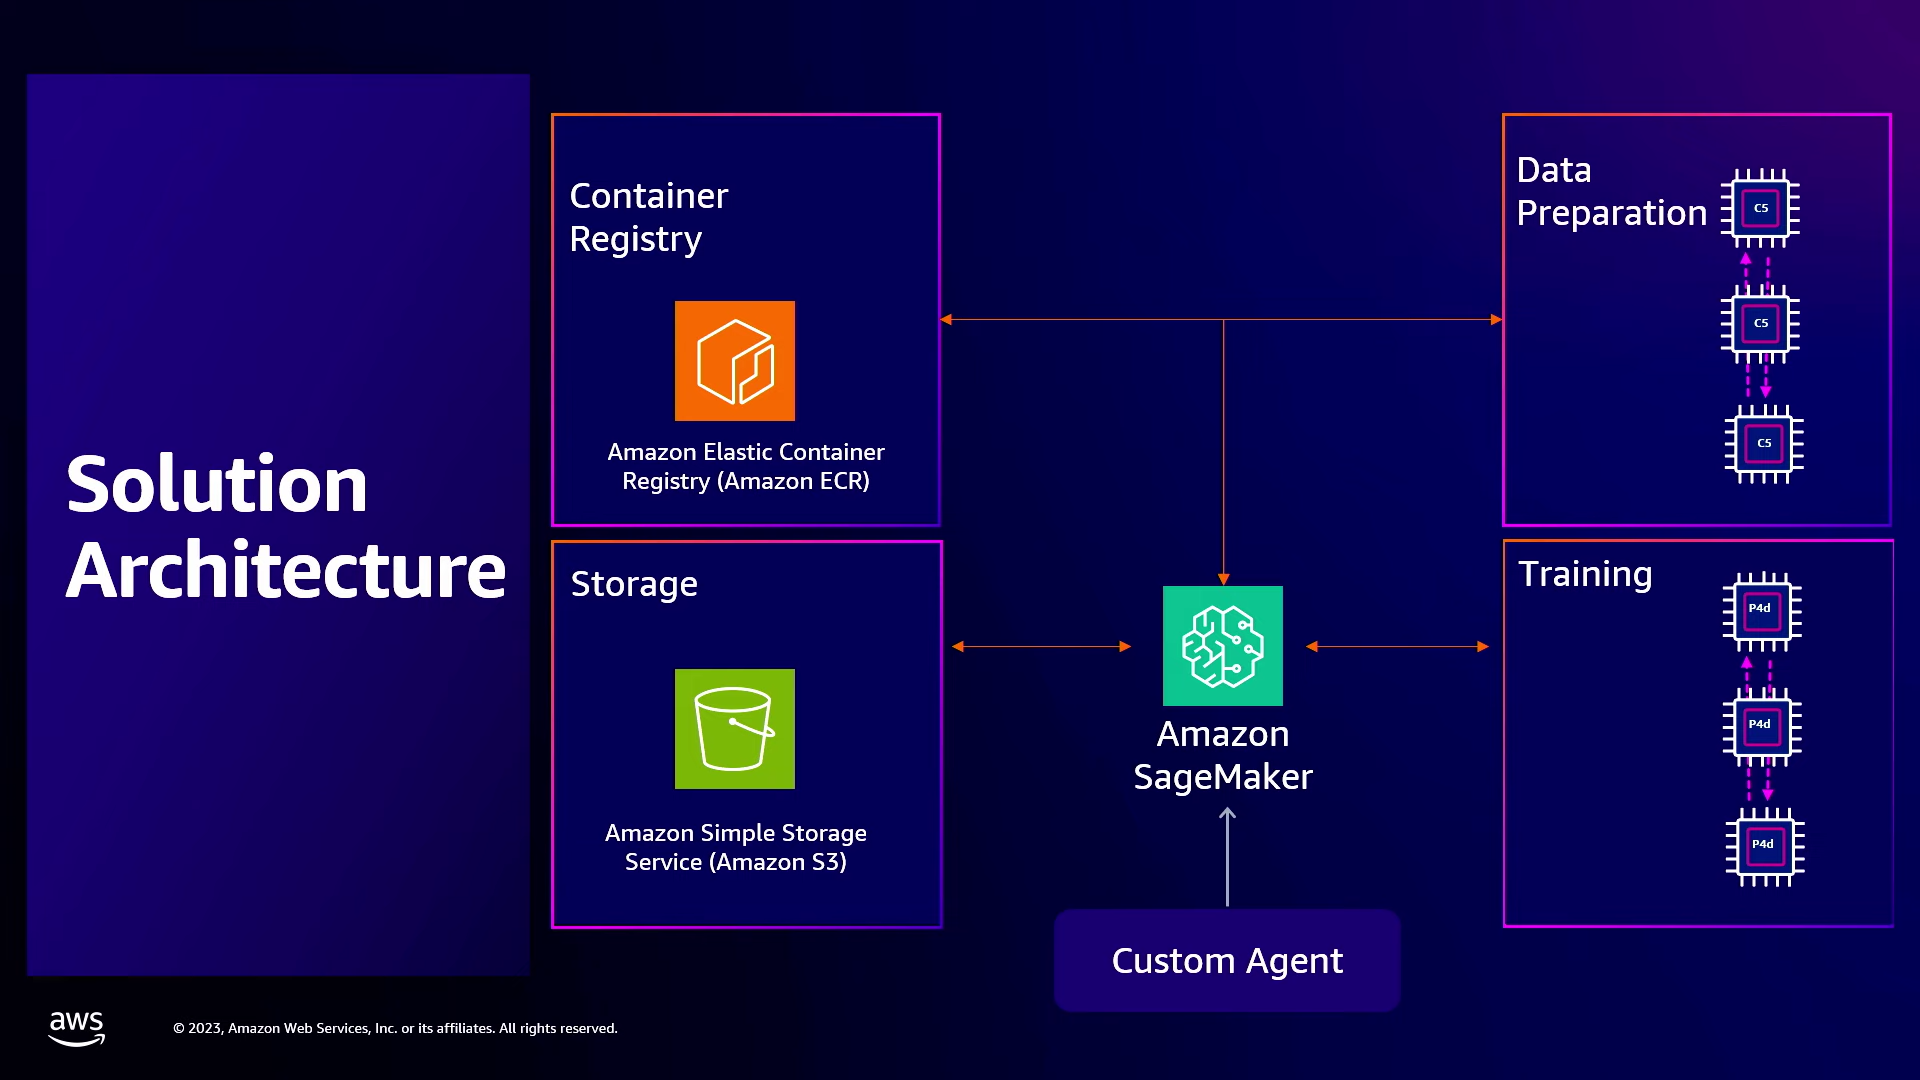 Solution
Architecture
Container
Registry
Amazon Elastic Container
Registry (Amazon ECR)
Storage
Amazon Simple Storage
Service (Amazon S3)
Amazon
SageMaker
Custom Agent
Data
Preparation
C5
C5
C5
Training
P4d
P4d
P4d
aws
© 2023, Amazon Web Services, Inc. or its affiliates. All rights reserved.